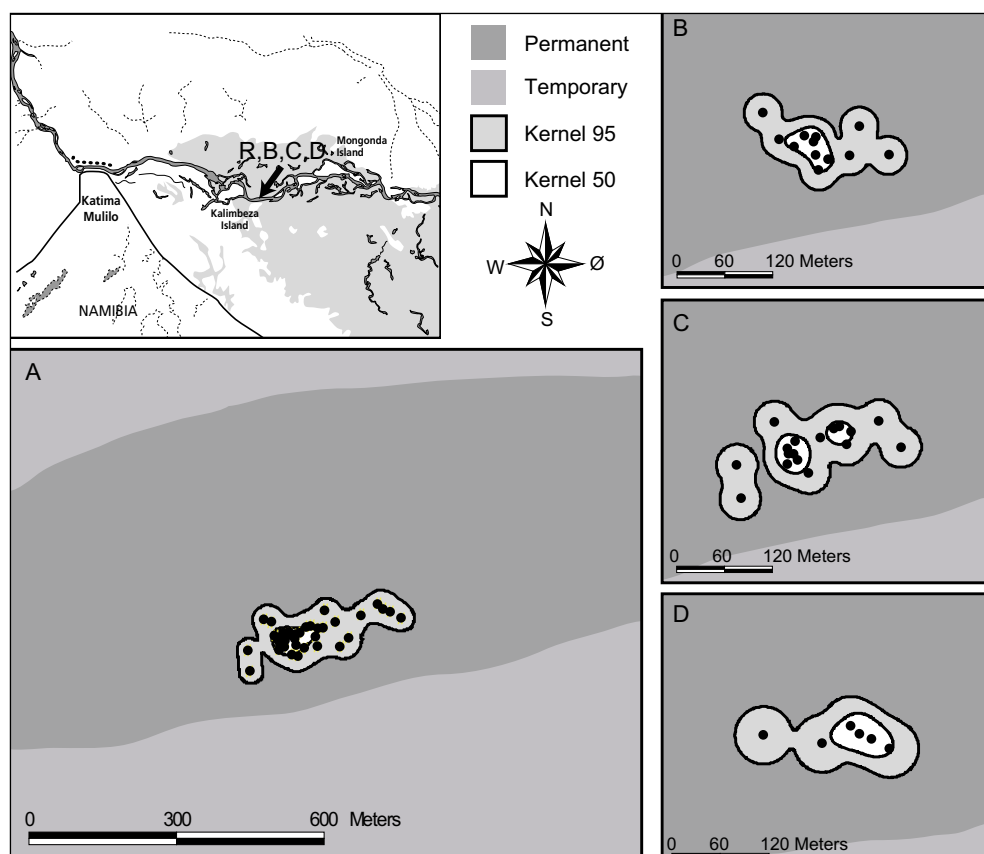 R,B,C,D
Mongonda
Island
Katima
Mulilo
Kalimbeza
Island
NAMIBIA
Permanent
Temporary
Kernel 95
Kernel 50
N
W
Ø
S
B
0 60 120 Meters
C
0 60 120 Meters
A
0 300 600 Meters
D
0 60 120 Meters